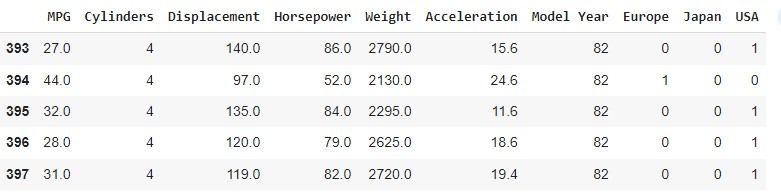 MPG Cylinders Displacement Horsepower Weight Acceleration Model Year Europe Japan USA
393 27.0 4 140.0 86.0 2790.0 15.6 82 0 0 1
394 44.0 4 97.0 52.0 2130.0 24.6 82 1 0 0
395 32.0 4 135.0 84.0 2295.0 11.6 82 0 0 1
396 28.0 4 120.0 79.0 2625.0 18.6 82 0 0 1
397 31.0 4 119.0 82.0 2720.0 19.4 82 0 0 1